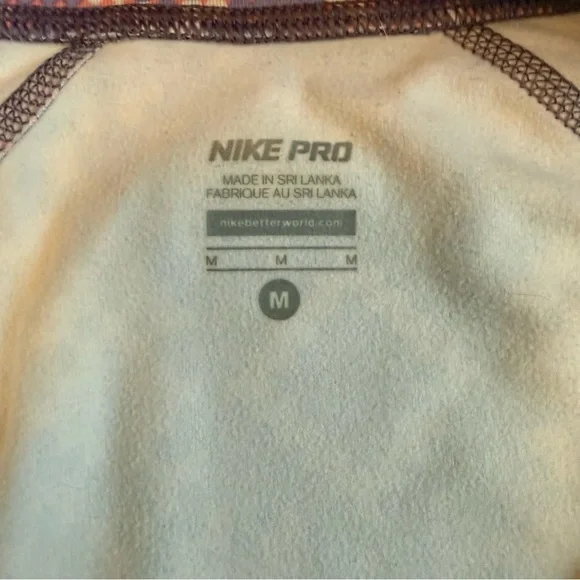 NIKE PRO
MADE IN SRI LANKA
FABRIQUE AU SRI LANKA
nikebetterworld.com
M M M
M